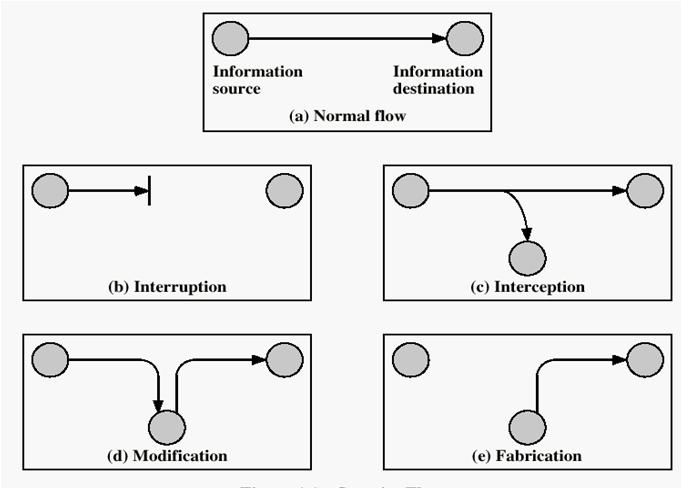 Information
source
Information
destination
(a) Normal flow
(b) Interruption
(c) Interception
(d) Modification
(e) Fabrication